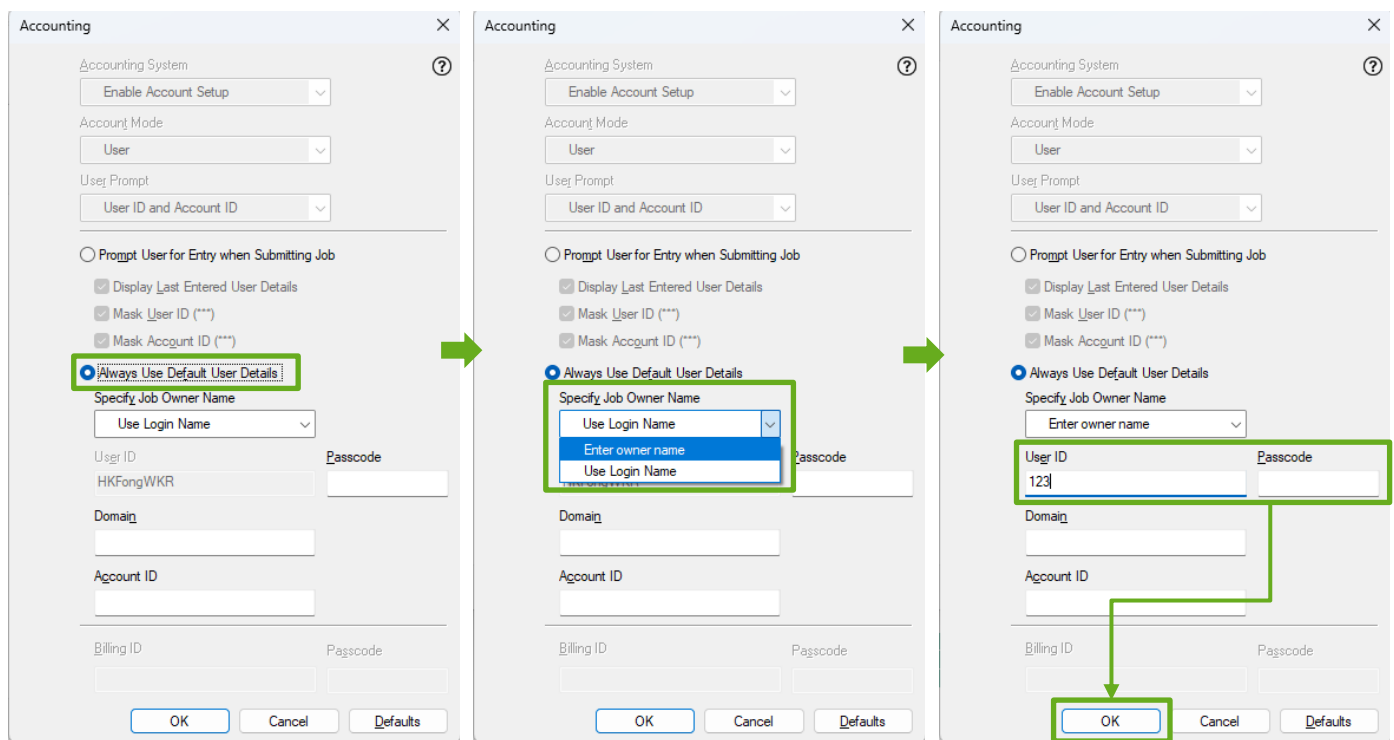 Accounting
Accounting System
Enable Account Setup
Account Mode
User
User Prompt
User ID and Account ID
Prompt User for Entry when Submitting Job
Display Last Entered User Details
Mask User ID (***)
Mask Account ID (***)
Always Use Default User Details
Specify Job Owner Name
Use Login Name
User ID Passcode
HKFongWKR
Domain
Account ID
Billing ID Passcode
OK Cancel Defaults
Accounting
Accounting System
Enable Account Setup
Account Mode
User
User Prompt
User ID and Account ID
Prompt User for Entry when Submitting Job
Display Last Entered User Details
Mask User ID (***)
Mask Account ID (***)
Always Use Default User Details
Specify Job Owner Name
Use Login Name
Enter owner name
Passcode
Use Login Name
Domain
Account ID
Billing ID Passcode
OK Cancel Defaults
Accounting
Accounting System
Enable Account Setup
Account Mode
User
User Prompt
User ID and Account ID
Prompt User for Entry when Submitting Job
Display Last Entered User Details
Mask User ID (***)
Mask Account ID (***)
Always Use Default User Details
Specify Job Owner Name
Enter owner name
User ID Passcode
123
Domain
Account ID
Billing ID Passcode
OK Cancel Defaults